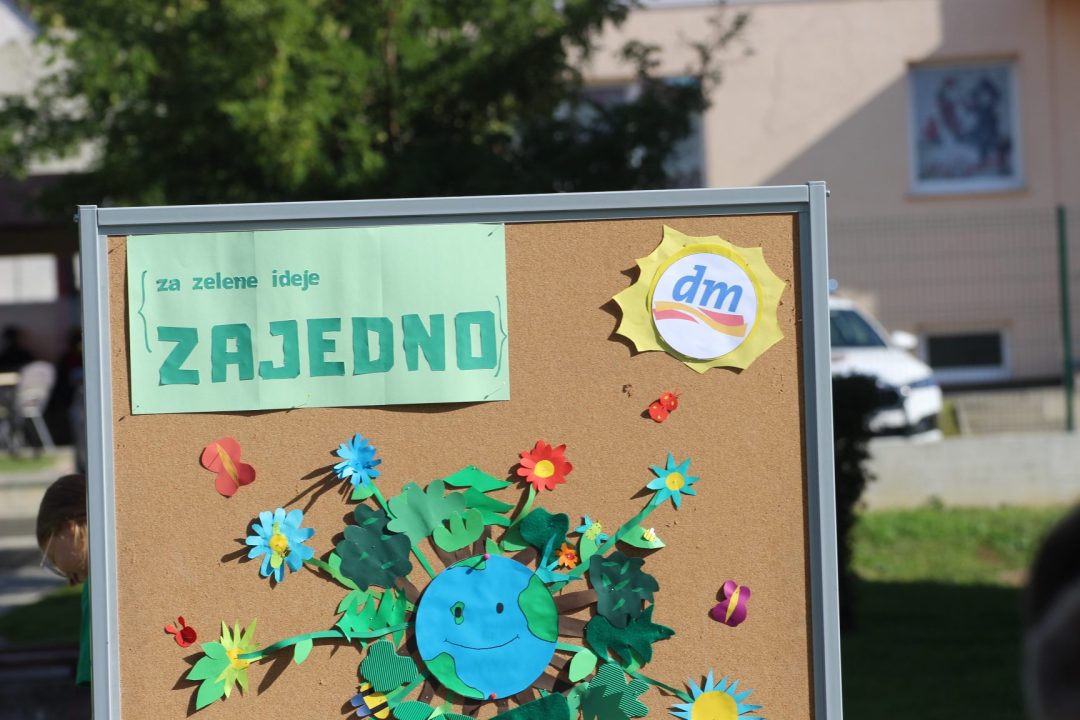 { za zelene ideje
ZAJEDNO }
dm